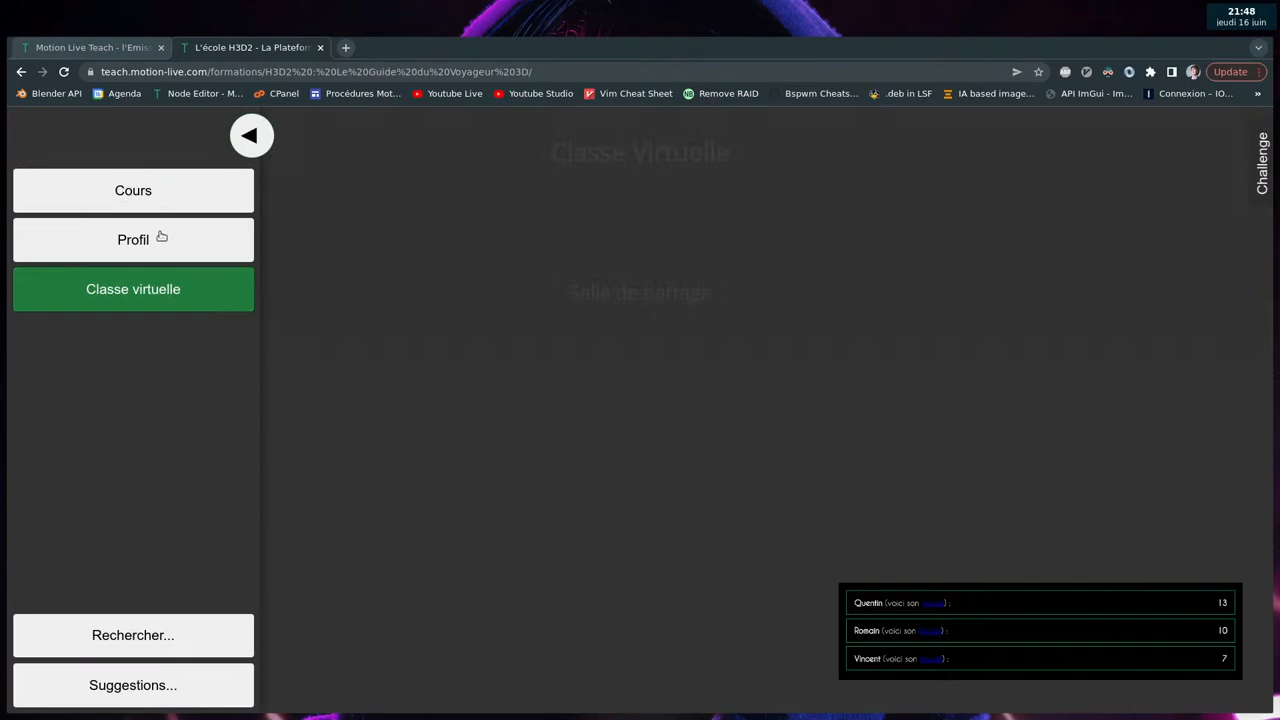 21:48
jeudi 16 juin
Motion Live Teach - l'Emiss
L'école H3D2 - La Plateform
teach.motion-live.com/formations/H3D2%20:%20Le%20Guide%20du%20Voyageur%203D/
Update
Blender API
Agenda
Node Editor - M...
CPanel
Procédures Mot...
Youtube Live
Youtube Studio
Vim Cheat Sheet
Remove RAID
Bspwm Cheats...
.deb in LSF
IA based image...
API ImGui - Im...
Connexion – IO...
»
Challenge
Classe Virtuelle
Cours
Profil
Classe virtuelle
Salle de partage
Rechercher...
Suggestions...
Quentin (voici son ) : 13
Romain (voici son ) : 10
Vincent (voici son ) : 7